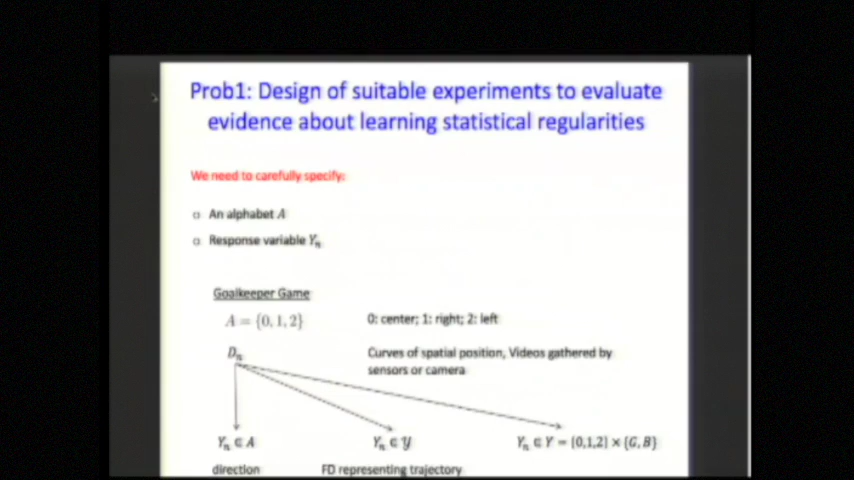 Prob1: Design of suitable experiments to evaluate
evidence about learning statistical regularities
We need to carefully specify:
o An alphabet A
o Response variable Yₙ
Goalkeeper Game
A = {0, 1, 2} 0: center; 1: right; 2: left
Dₙ Curves of spatial position, Videos gathered by
sensors or camera
Yₙ ∈ A Yₙ ∈ 𝒴 Yₙ ∈ Y = {0,1,2} × {G, B}
direction FD representing trajectory